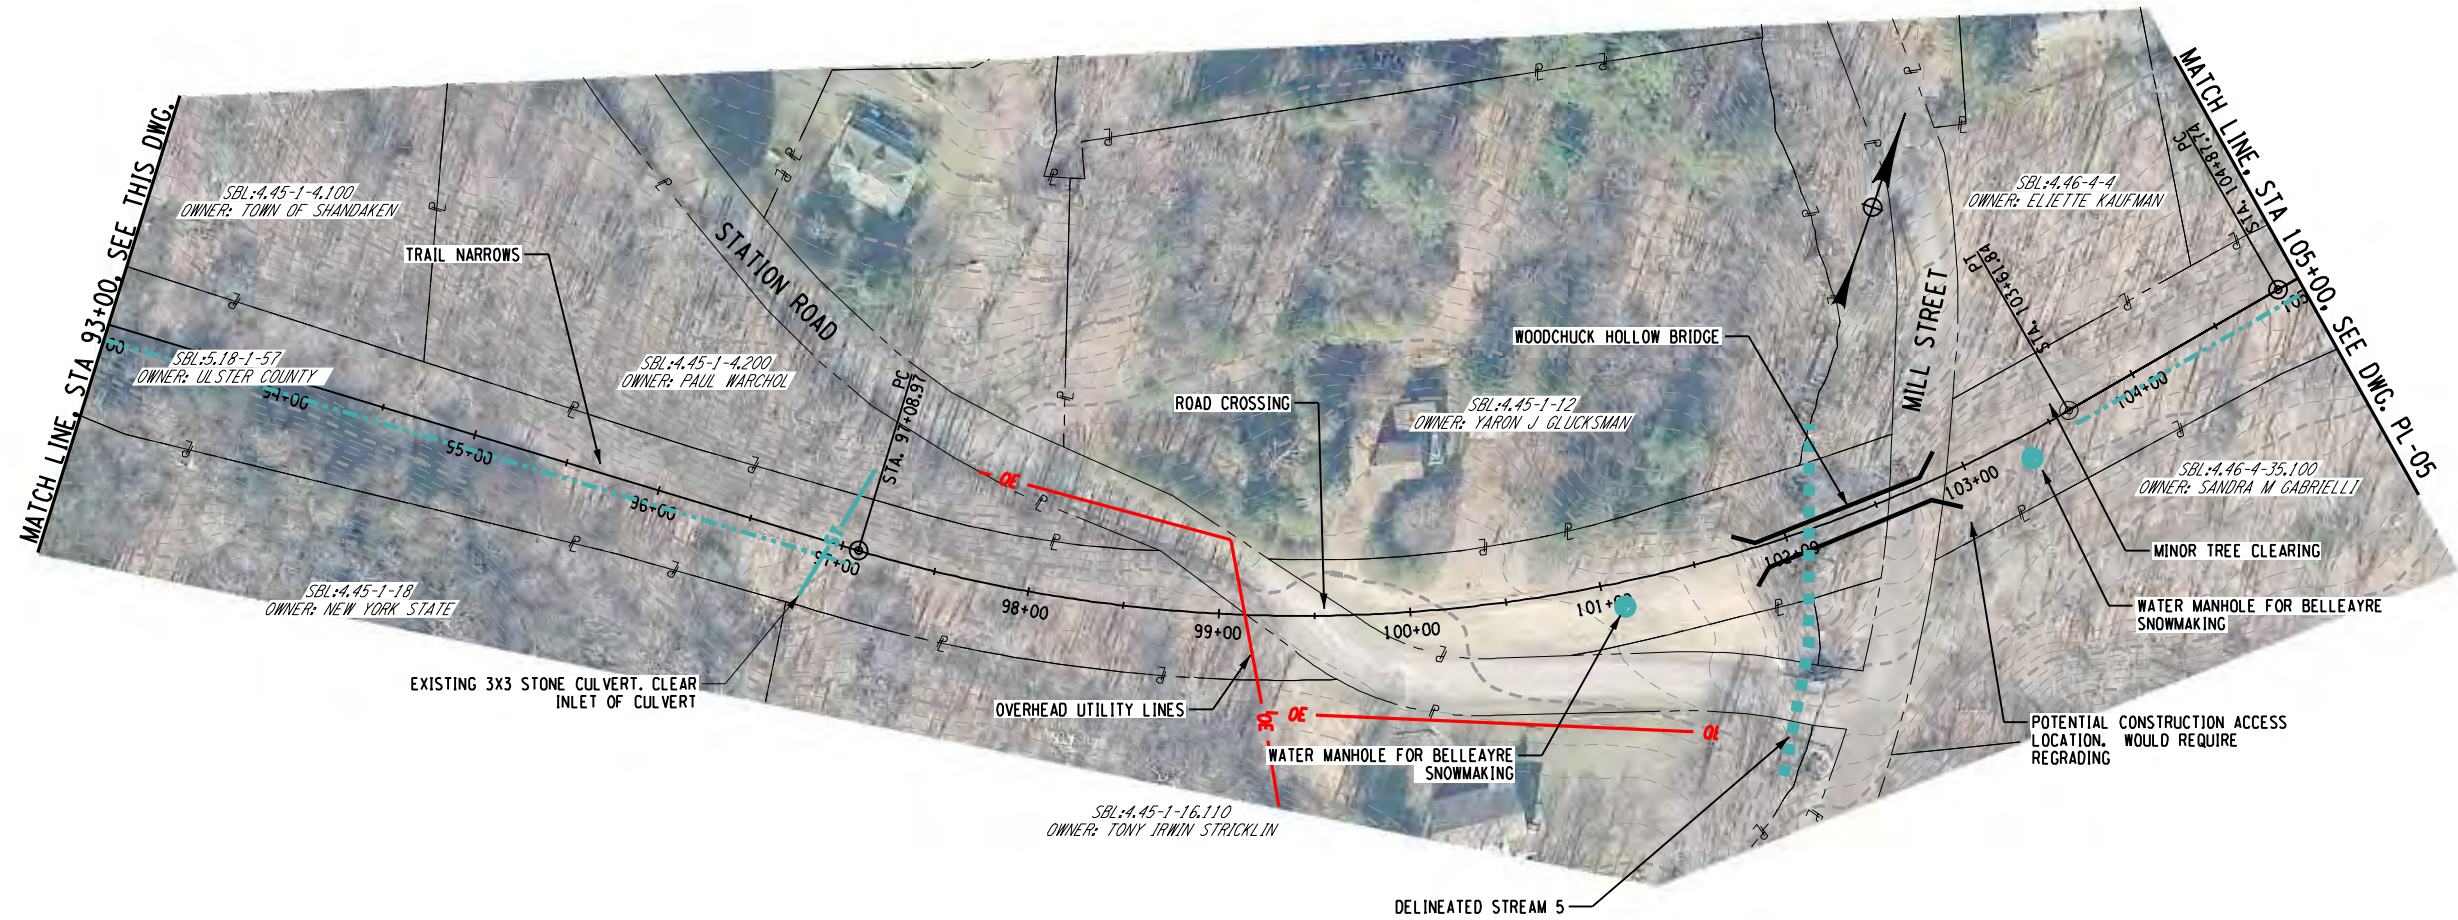 MATCH LINE, STA 93+00, SEE THIS DWG.
SBL:4.45-1-4.100
OWNER: TOWN OF SHANDAKEN
TRAIL NARROWS
SBL:5.18-1-57
OWNER: ULSTER COUNTY
SBL:4.45-1-4.200
OWNER: PAUL WARCHOL
STATION ROAD
STA. 97+08.97
PC
94+00
95+00
96+00
97+00
98+00
99+00
100+00
101+00
102+00
103+00
104+00
105
SBL:4.45-1-18
OWNER: NEW YORK STATE
EXISTING 3X3 STONE CULVERT. CLEAR
INLET OF CULVERT
OE
OVERHEAD UTILITY LINES
OE
OE
ROAD CROSSING
SBL:4.45-1-12
OWNER: YARON J GLUCKSMAN
WOODCHUCK HOLLOW BRIDGE
MILL STREET
SBL:4.46-4-4
OWNER: ELIETTE KAUFMAN
STA. 103+61.84
PT
STA. 104+87.74
PC
MATCH LINE, STA 105+00, SEE DWG. PL-05
SBL:4.46-4-35.100
OWNER: SANDRA M GABRIELLI
MINOR TREE CLEARING
WATER MANHOLE FOR BELLEAYRE
SNOWMAKING
POTENTIAL CONSTRUCTION ACCESS
LOCATION. WOULD REQUIRE
REGRADING
WATER MANHOLE FOR BELLEAYRE
SNOWMAKING
SBL:4.45-1-16.110
OWNER: TONY IRWIN STRICKLIN
DELINEATED STREAM 5